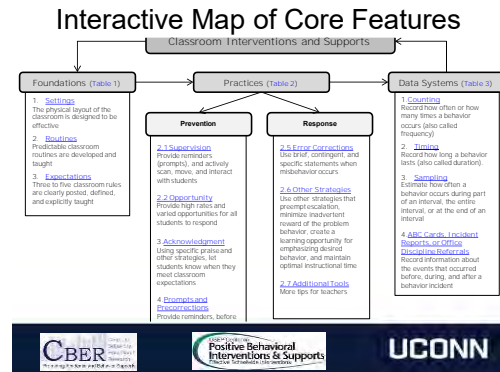 Interactive Map of Core Features
Classroom Interventions and Supports
Foundations (Table 1)
1. Settings
The physical layout of the
classroom is designed to be
effective
2. Routines
Predictable classroom
routines are developed and
taught
3. Expectations
Three to five classroom rules
are clearly posted, defined,
and explicitly taught
Practices (Table 2)
Prevention
2.1 Supervision
Provide reminders
(prompts), and actively
scan, move, and interact
with students
2.2 Opportunity
Provide high rates and
varied opportunities for all
students to respond
3.Acknowledgment
Using specific praise and
other strategies, let
students know when they
meet classroom
expectations
4.Prompts and
Precorrections
Provide reminders, before
Response
2.5 Error Corrections
Use brief, contingent, and
specific statements when
misbehavior occurs
2.6 Other Strategies
Use other strategies that
preempt escalation,
minimize inadvertent
reward of the problem
behavior, create a
learning opportunity for
emphasizing desired
behavior, and maintain
optimal instructional time
2.7 Additional Tools
More tips for teachers
Data Systems (Table 3)
1.Counting
Record how often or how
many times a behavior
occurs (also called
frequency)
2. Timing
Record how long a behavior
lasts (also called duration).
3. Sampling
Estimate how often a
behavior occurs during part
of an interval, the entire
interval, or at the end of an
interval
4.ABC Cards, Incident
Reports, or Office
Discipline Referrals
Record information about
the events that occurred
before, during, and after a
behavior incident
CBER
Positive Behavioral
Interventions & Supports
UCONN